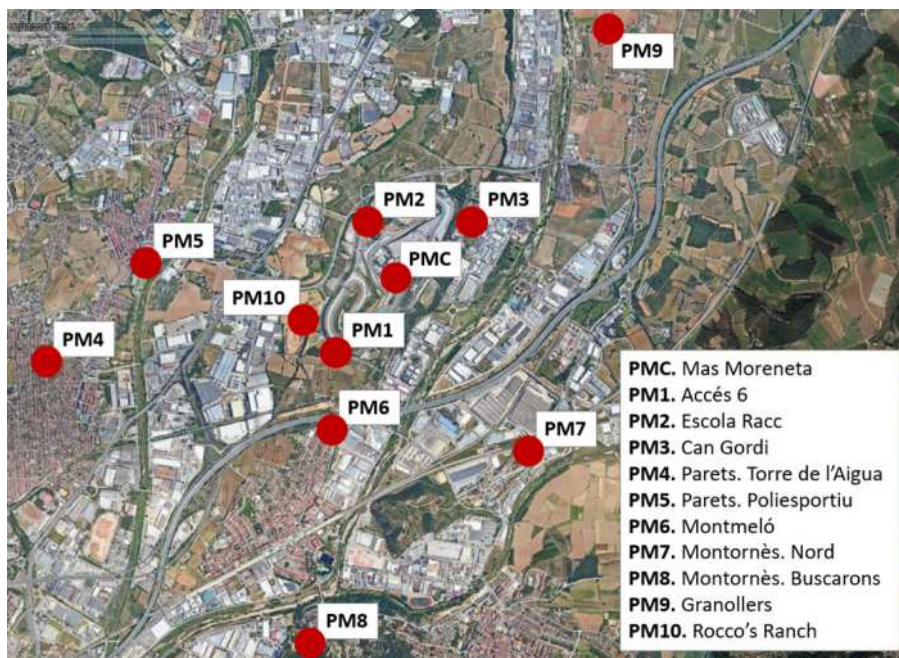 PM9
PM2
PM3
PM5
PMC
PM10
PM4
PM1
PM6
PM7
PM8
PMC. Mas Moreneta
PM1. Accés 6
PM2. Escola Racc
PM3. Can Gordi
PM4. Parets. Torre de l'Aigua
PM5. Parets. Poliesportiu
PM6. Montmeló
PM7. Montornès. Nord
PM8. Montornès. Buscarons
PM9. Granollers
PM10. Rocco's Ranch